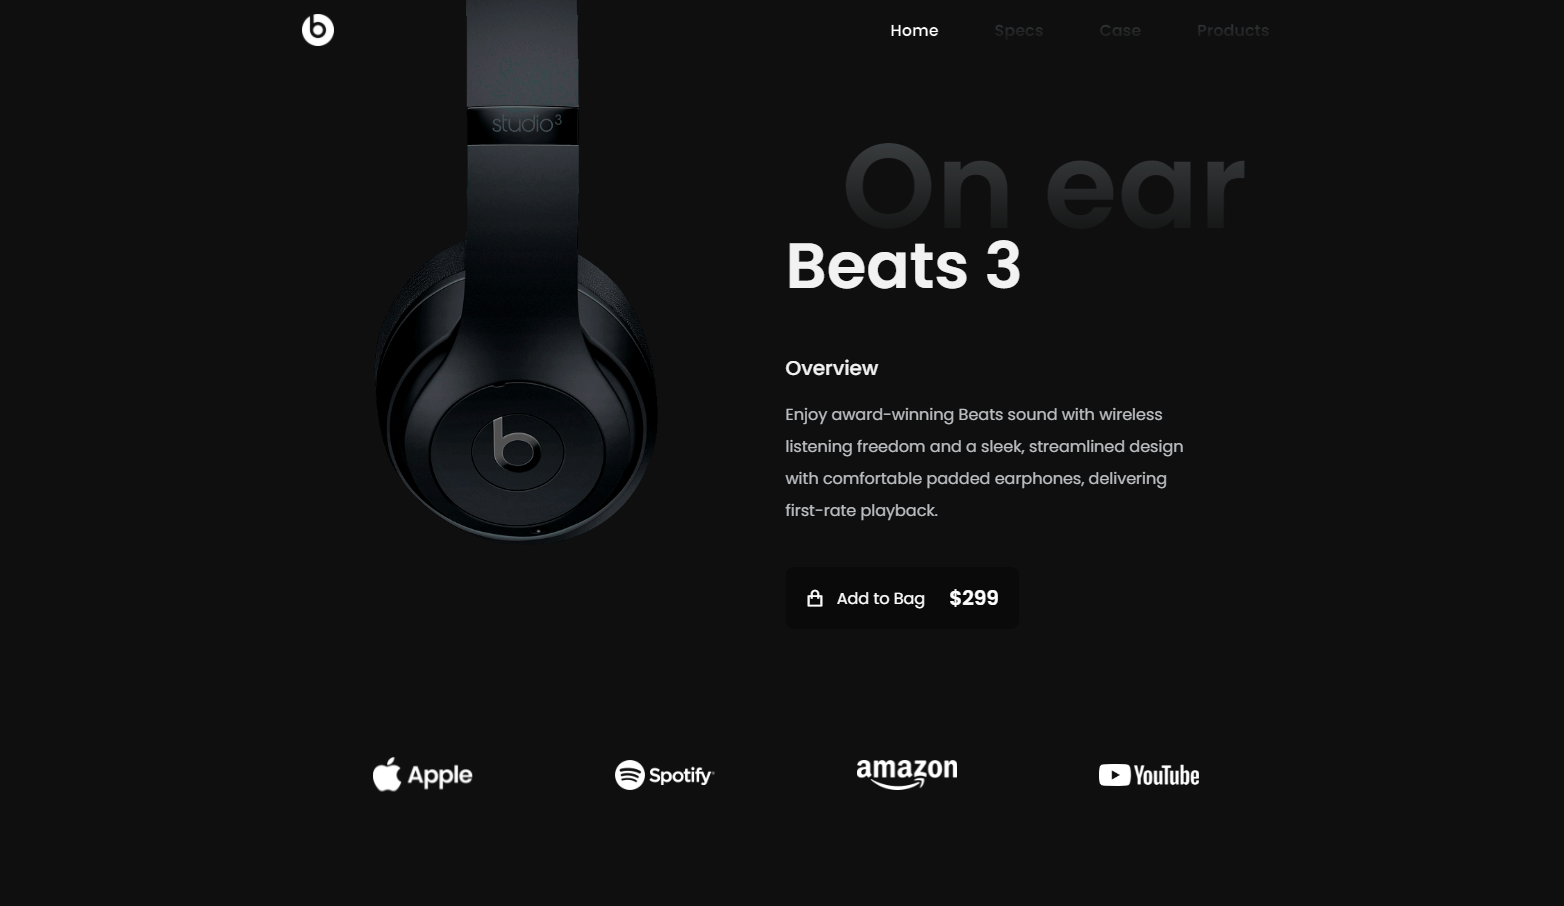 Home Specs Case Products
studio3
On ear
Beats 3
Overview
Enjoy award-winning Beats sound with wireless
listening freedom and a sleek, streamlined design
with comfortable padded earphones, delivering
first-rate playback.
Add to Bag $299
Apple Spotify amazon YouTube